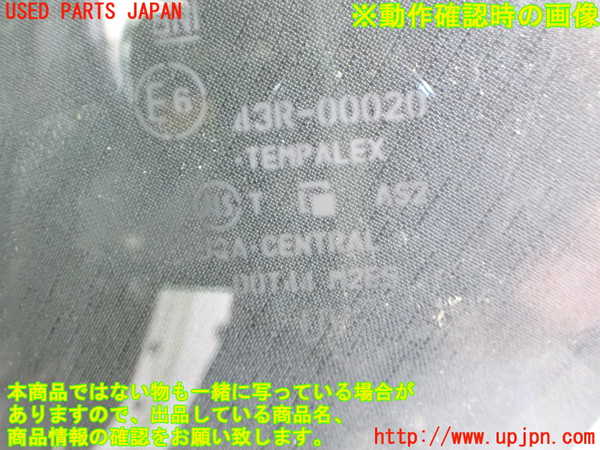 USED PARTS JAPAN
※動作確認時の画像
E6
43R-00020
TEMPALEX
T AS2
CENTRAL
本商品ではない物も一緒に写っている場合が
ありますので、出品している商品名、
商品情報の確認をお願い致します。
http://www.upjpn.com/